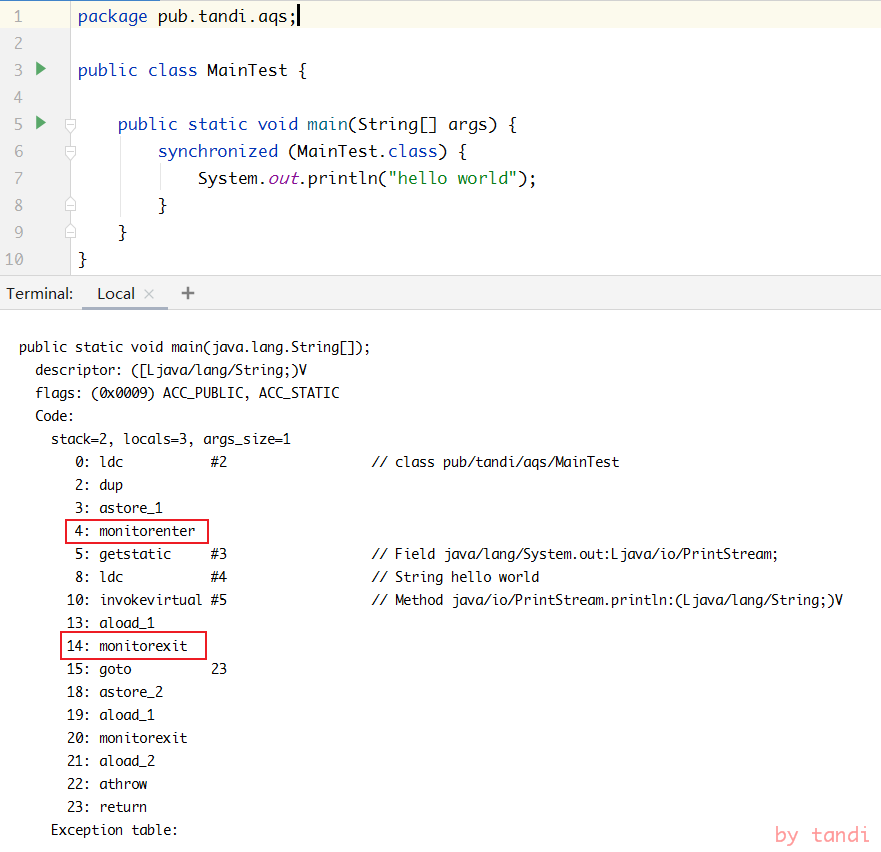 1 package pub.tandi.aqs;
2
3 public class MainTest {
4
5 public static void main(String[] args) {
6 synchronized (MainTest.class) {
7 System.out.println("hello world");
8 }
9 }
10 }
Terminal: Local × +
public static void main(java.lang.String[]);
descriptor: ([Ljava/lang/String;)V
flags: (0x0009) ACC_PUBLIC, ACC_STATIC
Code:
stack=2, locals=3, args_size=1
0: ldc #2 // class pub/tandi/aqs/MainTest
2: dup
3: astore_1
4: monitorenter
5: getstatic #3 // Field java/lang/System.out:Ljava/io/PrintStream;
8: ldc #4 // String hello world
10: invokevirtual #5 // Method java/io/PrintStream.println:(Ljava/lang/String;)V
13: aload_1
14: monitorexit
15: goto 23
18: astore_2
19: aload_1
20: monitorexit
21: aload_2
22: athrow
23: return
Exception table:
by tandi